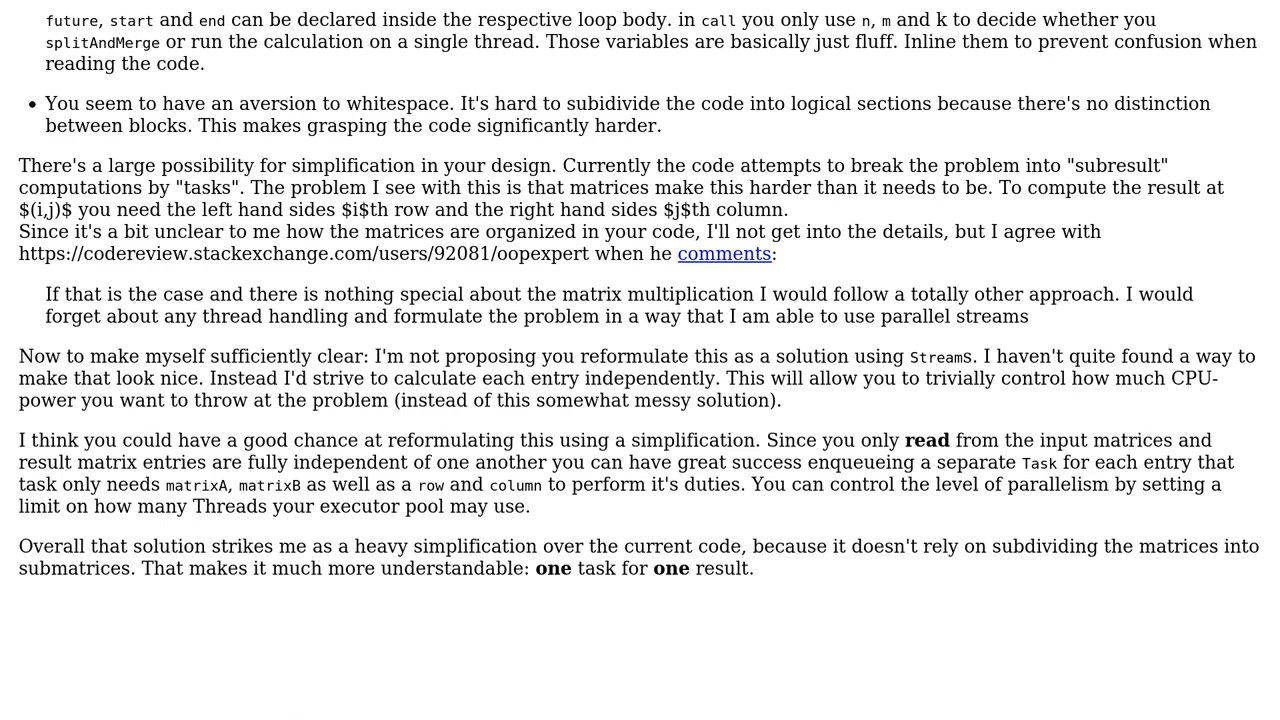 future, start and end can be declared inside the respective loop body. in call you only use n, m and k to decide whether you
splitAndMerge or run the calculation on a single thread. Those variables are basically just fluff. Inline them to prevent confusion when
reading the code.
• You seem to have an aversion to whitespace. It's hard to subidivide the code into logical sections because there's no distinction
between blocks. This makes grasping the code significantly harder.
There's a large possibility for simplification in your design. Currently the code attempts to break the problem into "subresult"
computations by "tasks". The problem I see with this is that matrices make this harder than it needs to be. To compute the result at
$(i,j)$ you need the left hand sides $i$th row and the right hand sides $j$th column.
Since it's a bit unclear to me how the matrices are organized in your code, I'll not get into the details, but I agree with
https://codereview.stackexchange.com/users/92081/oopexpert when he comments:
If that is the case and there is nothing special about the matrix multiplication I would follow a totally other approach. I would
forget about any thread handling and formulate the problem in a way that I am able to use parallel streams
Now to make myself sufficiently clear: I'm not proposing you reformulate this as a solution using Streams. I haven't quite found a way to
make that look nice. Instead I'd strive to calculate each entry independently. This will allow you to trivially control how much CPU-
power you want to throw at the problem (instead of this somewhat messy solution).
I think you could have a good chance at reformulating this using a simplification. Since you only read from the input matrices and
result matrix entries are fully independent of one another you can have great success enqueueing a separate Task for each entry that
task only needs matrixA, matrixB as well as a row and column to perform it's duties. You can control the level of parallelism by setting a
limit on how many Threads your executor pool may use.
Overall that solution strikes me as a heavy simplification over the current code, because it doesn't rely on subdividing the matrices into
submatrices. That makes it much more understandable: one task for one result.